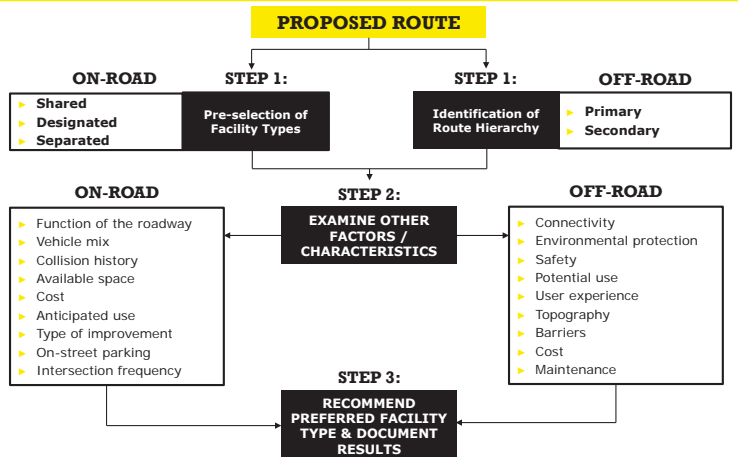 PROPOSED ROUTE
ON-ROAD
STEP 1:
STEP 1:
OFF-ROAD
Shared
Designated
Separated
Pre-selection of
Facility Types
Identification of
Route Hierarchy
Primary
Secondary
ON-ROAD
STEP 2:
OFF-ROAD
Function of the roadway
Vehicle mix
Collision history
Available space
Cost
Anticipated use
Type of improvement
On-street parking
Intersection frequency
EXAMINE OTHER
FACTORS /
CHARACTERISTICS
Connectivity
Environmental protection
Safety
Potential use
User experience
Topography
Barriers
Cost
Maintenance
STEP 3:
RECOMMEND
PREFERRED FACILITY
TYPE & DOCUMENT
RESULTS